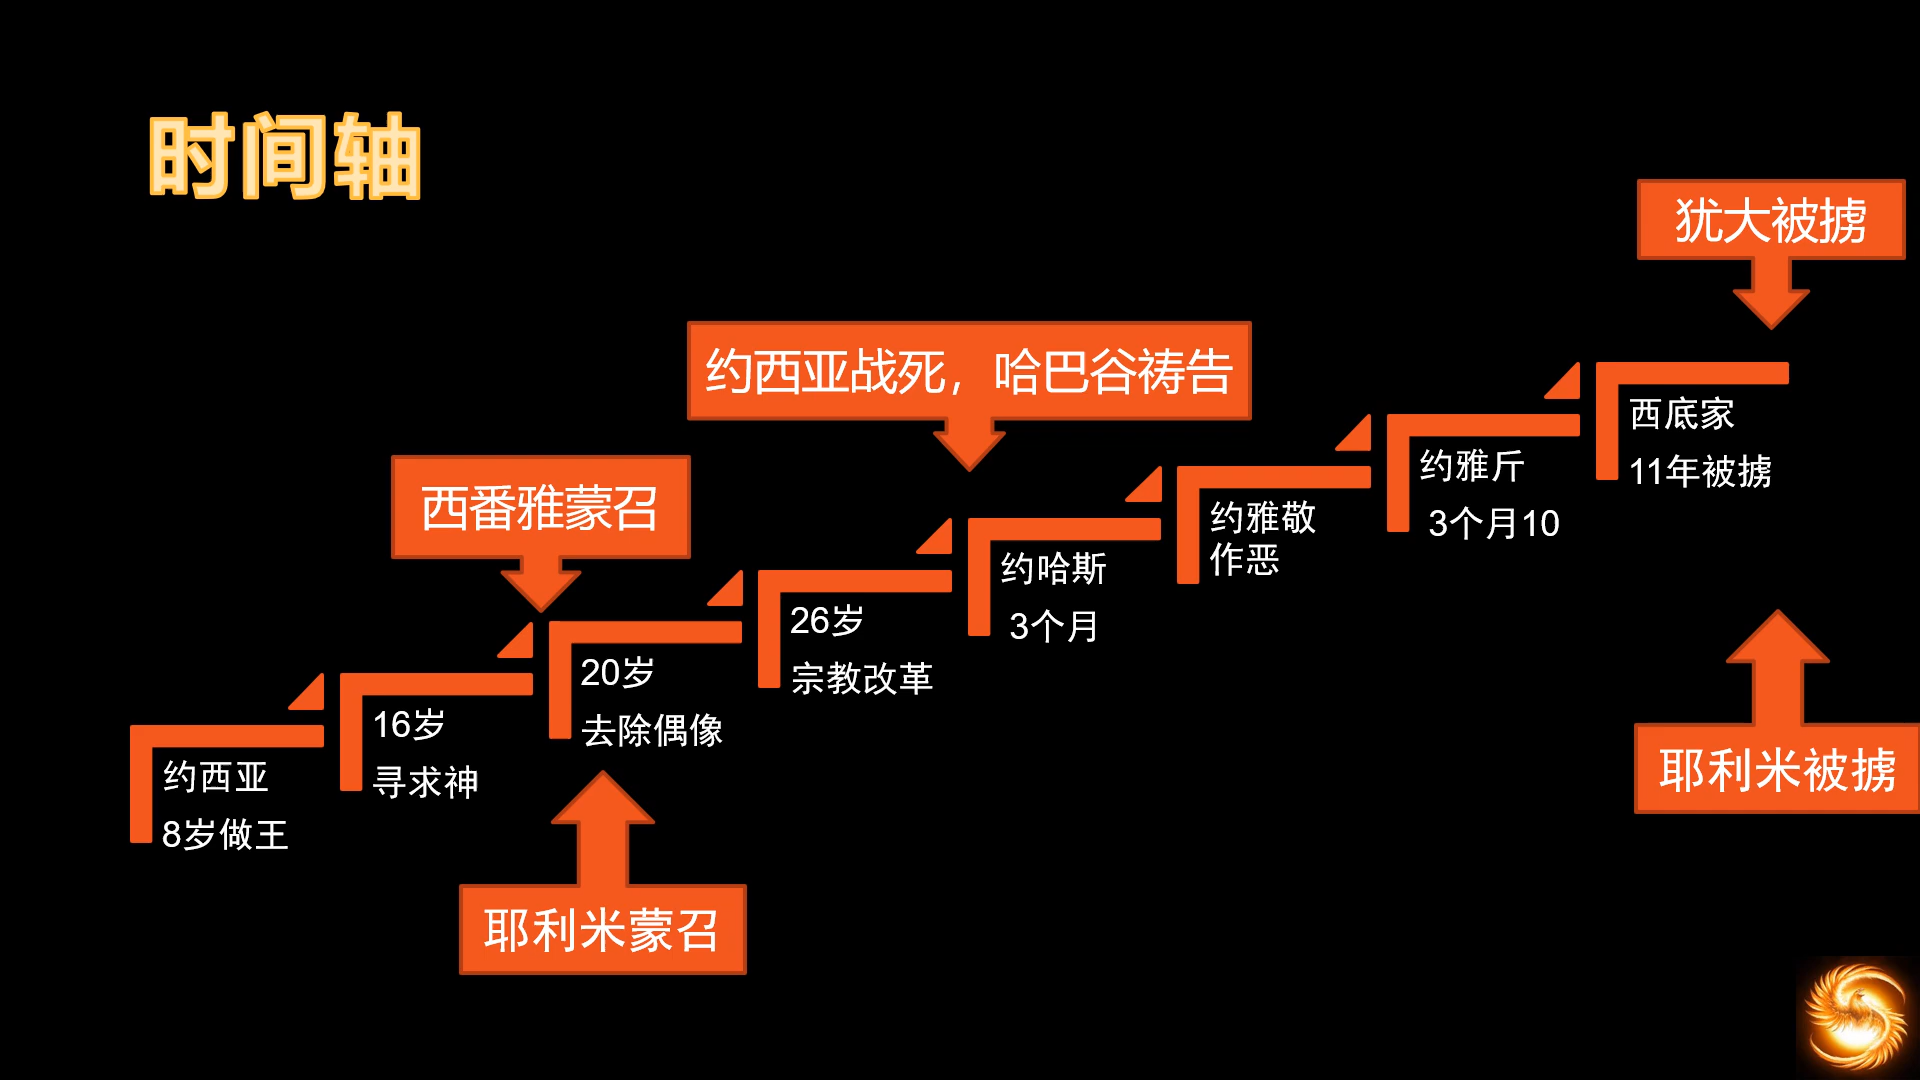 时间轴
犹大被掳
约西亚战死，哈巴谷祷告
西番雅蒙召
约西亚
8岁做王
16岁
寻求神
20岁
去除偶像
26岁
宗教改革
约哈斯
3个月
约雅敬
作恶
约雅斤
3个月10
西底家
11年被掳
耶利米蒙召
耶利米被掳